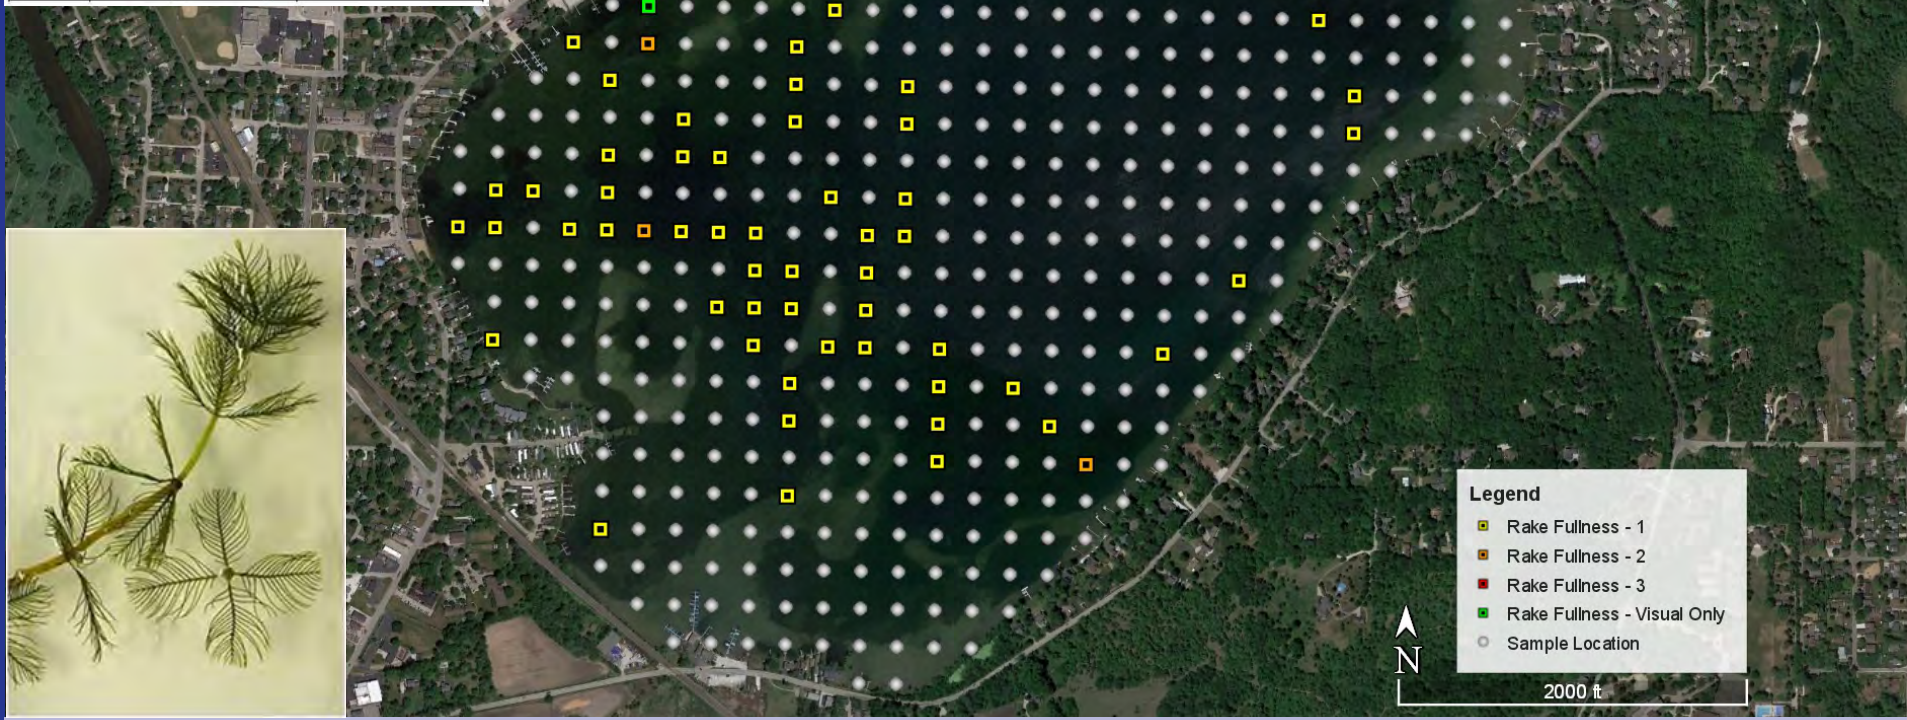 Legend
Rake Fullness - 1
Rake Fullness - 2
Rake Fullness - 3
Rake Fullness - Visual Only
Sample Location
N
2000 ft